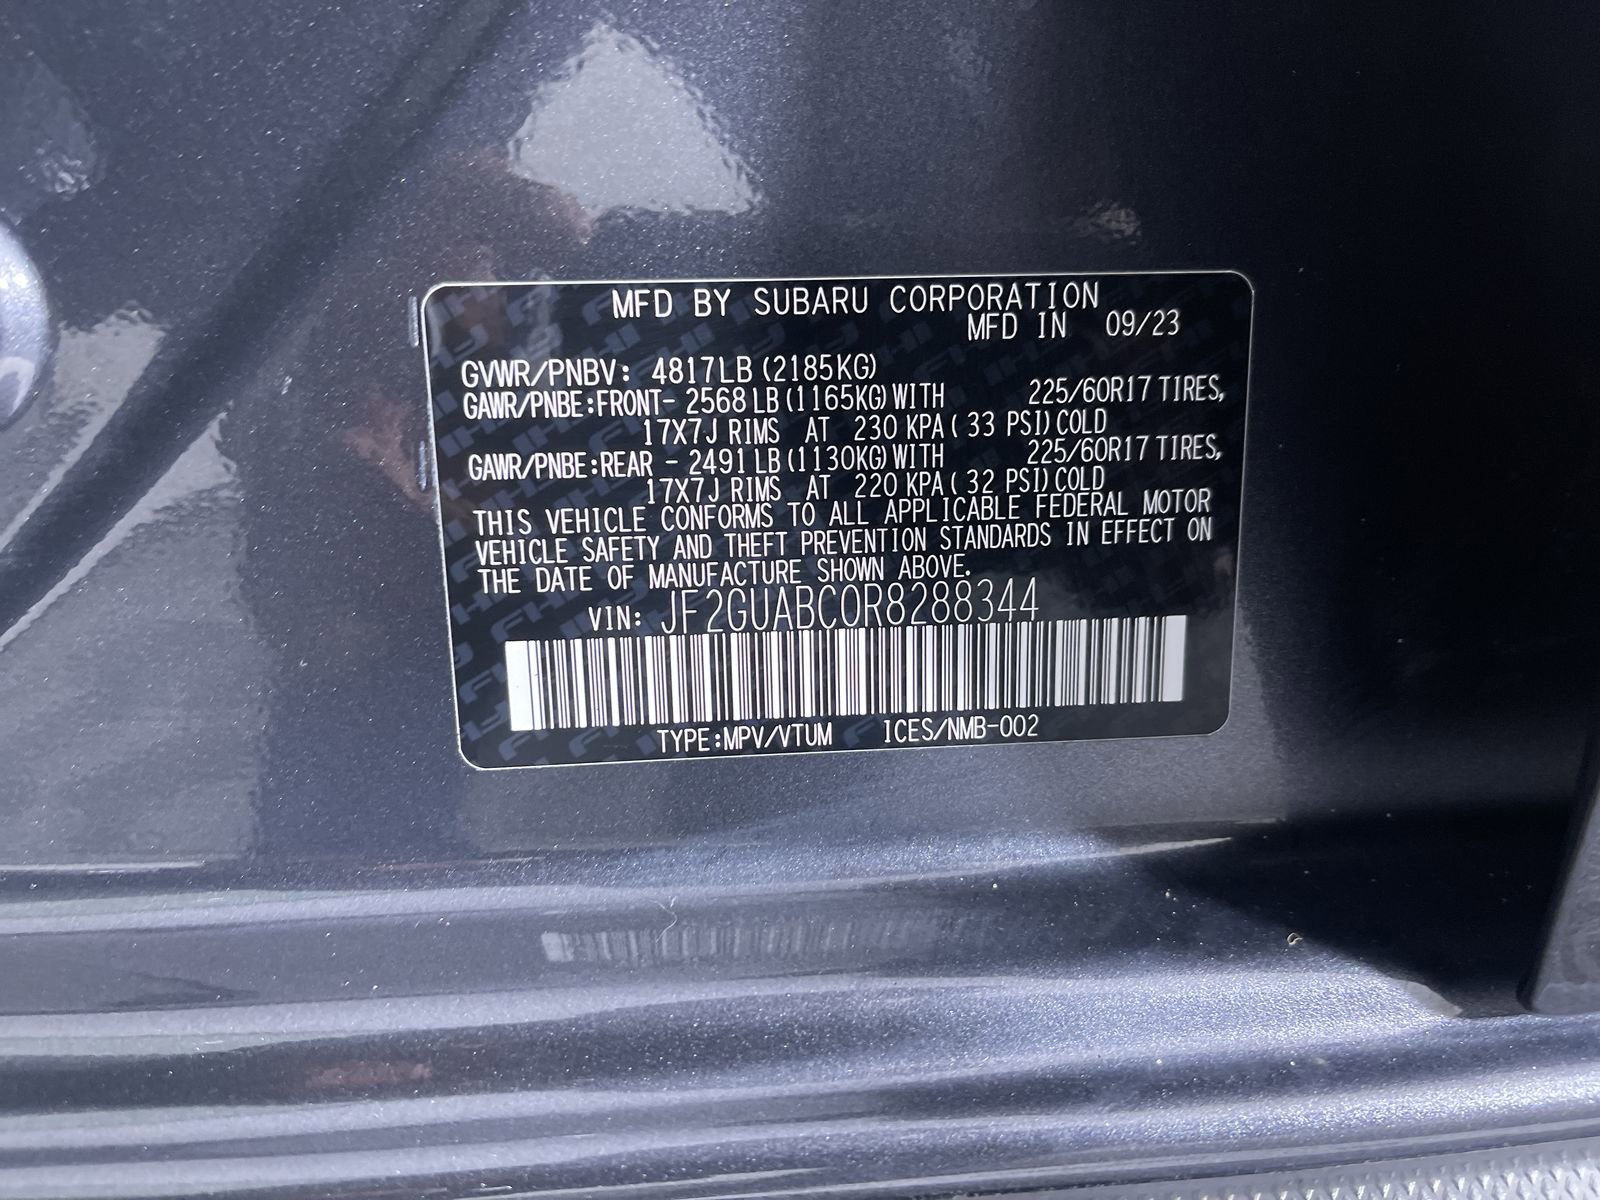 MFD BY SUBARU CORPORATION
MFD IN 09/23
GVWR/PNBV: 4817LB (2185KG)
GAWR/PNBE:FRONT- 2568 LB (1165KG) WITH 225/60R17 TIRES,
17X7J RIMS AT 230 KPA ( 33 PSI) COLD
GAWR/PNBE:REAR - 2491 LB (1130KG) WITH 225/60R17 TIRES,
17X7J RIMS AT 220 KPA ( 32 PSI) COLD
THIS VEHICLE CONFORMS TO ALL APPLICABLE FEDERAL MOTOR
VEHICLE SAFETY AND THEFT PREVENTION STANDARDS IN EFFECT ON
THE DATE OF MANUFACTURE SHOWN ABOVE.
VIN: JF2GUABC0R8288344
TYPE:MPV/VTUM ICES/NMB-002